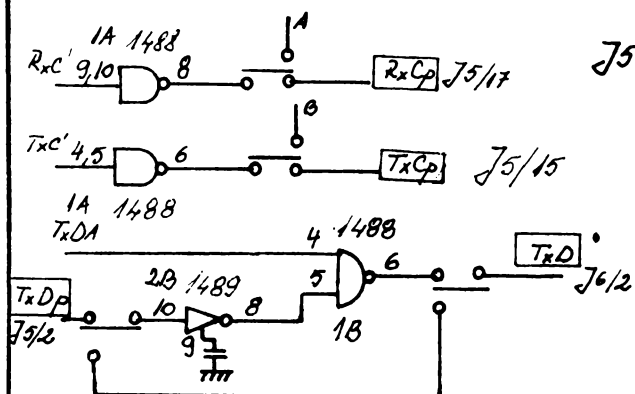 A
1A 1488
J5
RxC' 9,10 8 RxCp J5/17
B
TxC' 4,5 6 TxCp J5/15
1A 1488
TxDA 4 1488
TxD
5 6 J6/2
TxDp 2B 1489
J5/2 10 8 1B
9